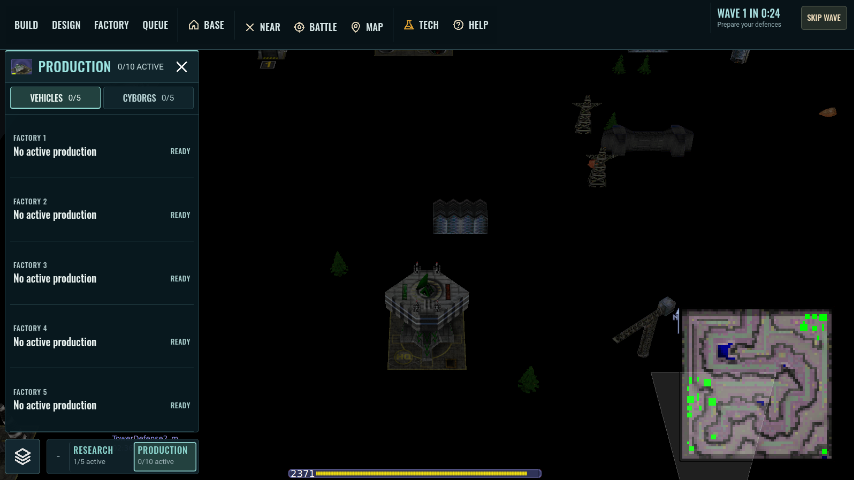 BUILD DESIGN FACTORY QUEUE BASE NEAR BATTLE MAP TECH HELP
WAVE 1 IN 0:24
Prepare your defences
SKIP WAVE
PRODUCTION 0/10 ACTIVE
VEHICLES 0/5
CYBORGS 0/5
FACTORY 1
No active production READY
FACTORY 2
No active production READY
FACTORY 3
No active production READY
FACTORY 4
No active production READY
FACTORY 5
No active production READY
- RESEARCH
1/5 active
PRODUCTION
0/10 active
2371